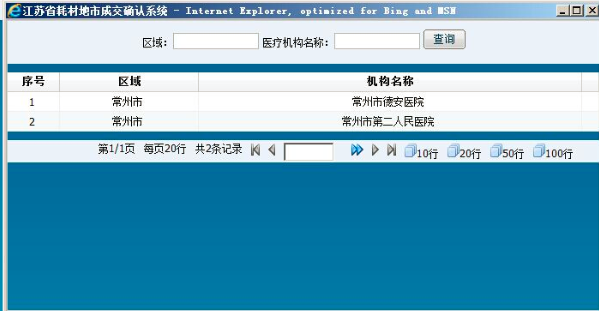 江苏省耗材地市成交确认系统 - Internet Explorer, optimized for Bing and MSN
区域： 医疗机构名称： 查询
序号 区域 机构名称
1 常州市 常州市德安医院
2 常州市 常州市第二人民医院
第1/1页 每页20行 共2条记录 10行 20行 50行 100行